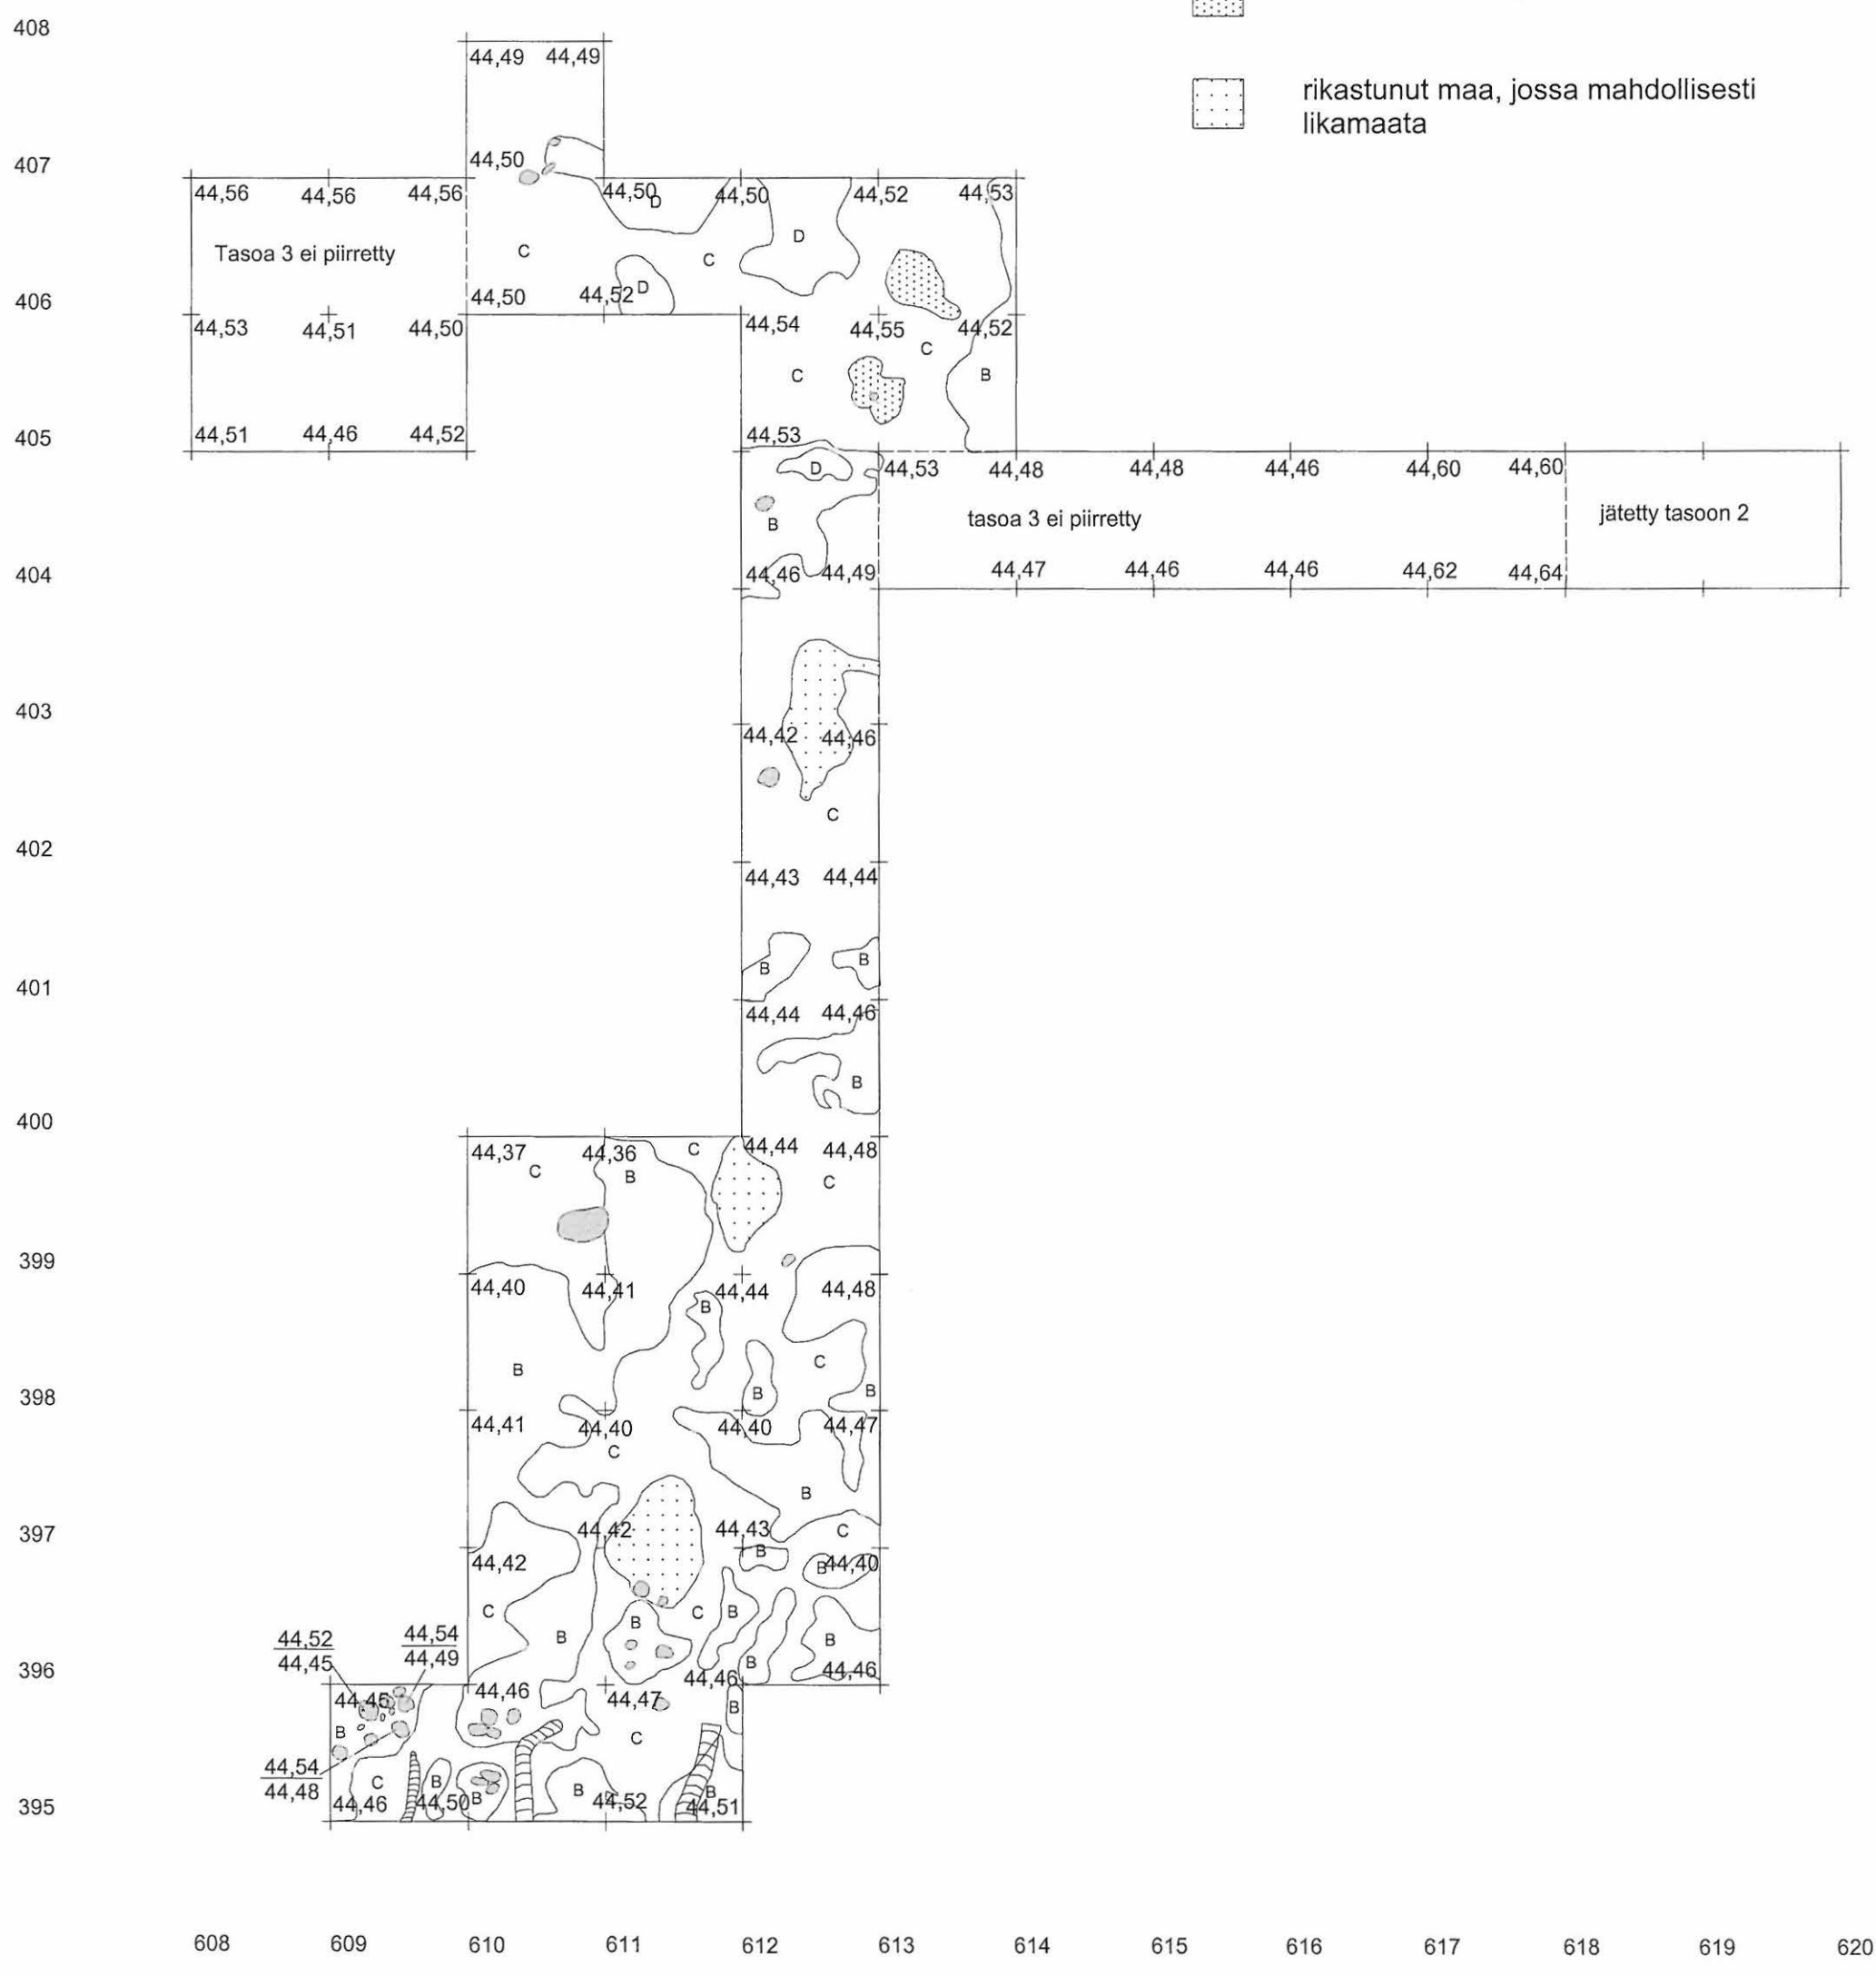 408
44,49 44,49
rikastunut maa, jossa mahdollisesti
likamaata
407
44,50
44,56 44,56 44,56 44,50 D 44,50 44,52 44,53
D
Tasoa 3 ei piirretty C C
406
44,50 44,52 D
44,53 44,51 44,50 44,54 44,55 44,52
C
C B
405
44,51 44,46 44,52 44,53
D 44,53 44,48 44,48 44,46 44,60 44,60
B tasoa 3 ei piirretty jätetty tasoon 2
404
44,46 44,49 44,47 44,46 44,46 44,62 44,64
403
44,42 44,46
C
402
44,43 44,44
B B
401
44,44 44,46
B
400
44,37 44,36 C 44,44 44,48
C B C
399
44,40 44,41 44,44 44,48
B
B C
398
B B
44,41 44,40 44,40 44,47
C
B
397
44,42 44,43 C
44,42 B B 44,40
C B C B
B B
44,52 44,54
44,45 44,49
396
B 44,46 44,46
44,45 44,46 44,47 B
B C
44,54
44,48
C B B B B
395
44,46 44,50 44,52 44,51
608 609 610 611 612 613 614 615 616 617 618 619 620